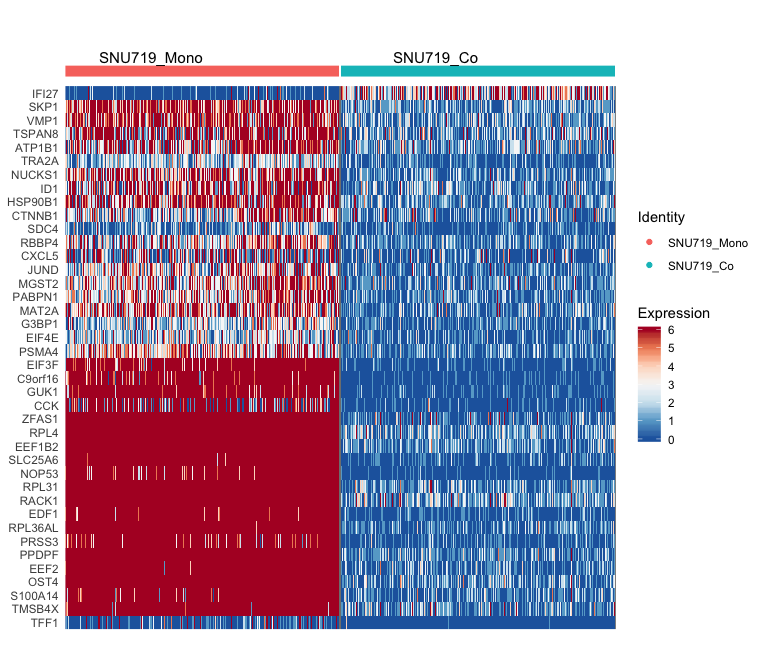 SNU719_Mono
SNU719_Co
IFI27
SKP1
VMP1
TSPAN8
ATP1B1
TRA2A
NUCKS1
ID1
HSP90B1
CTNNB1
SDC4
RBBP4
CXCL5
JUND
MGST2
PABPN1
MAT2A
G3BP1
EIF4E
PSMA4
EIF3F
C9orf16
GUK1
CCK
ZFAS1
RPL4
EEF1B2
SLC25A6
NOP53
RPL31
RACK1
EDF1
RPL36AL
PRSS3
PPDPF
EEF2
OST4
S100A14
TMSB4X
TFF1
Identity
SNU719_Mono
SNU719_Co
Expression
6
5
4
3
2
1
0